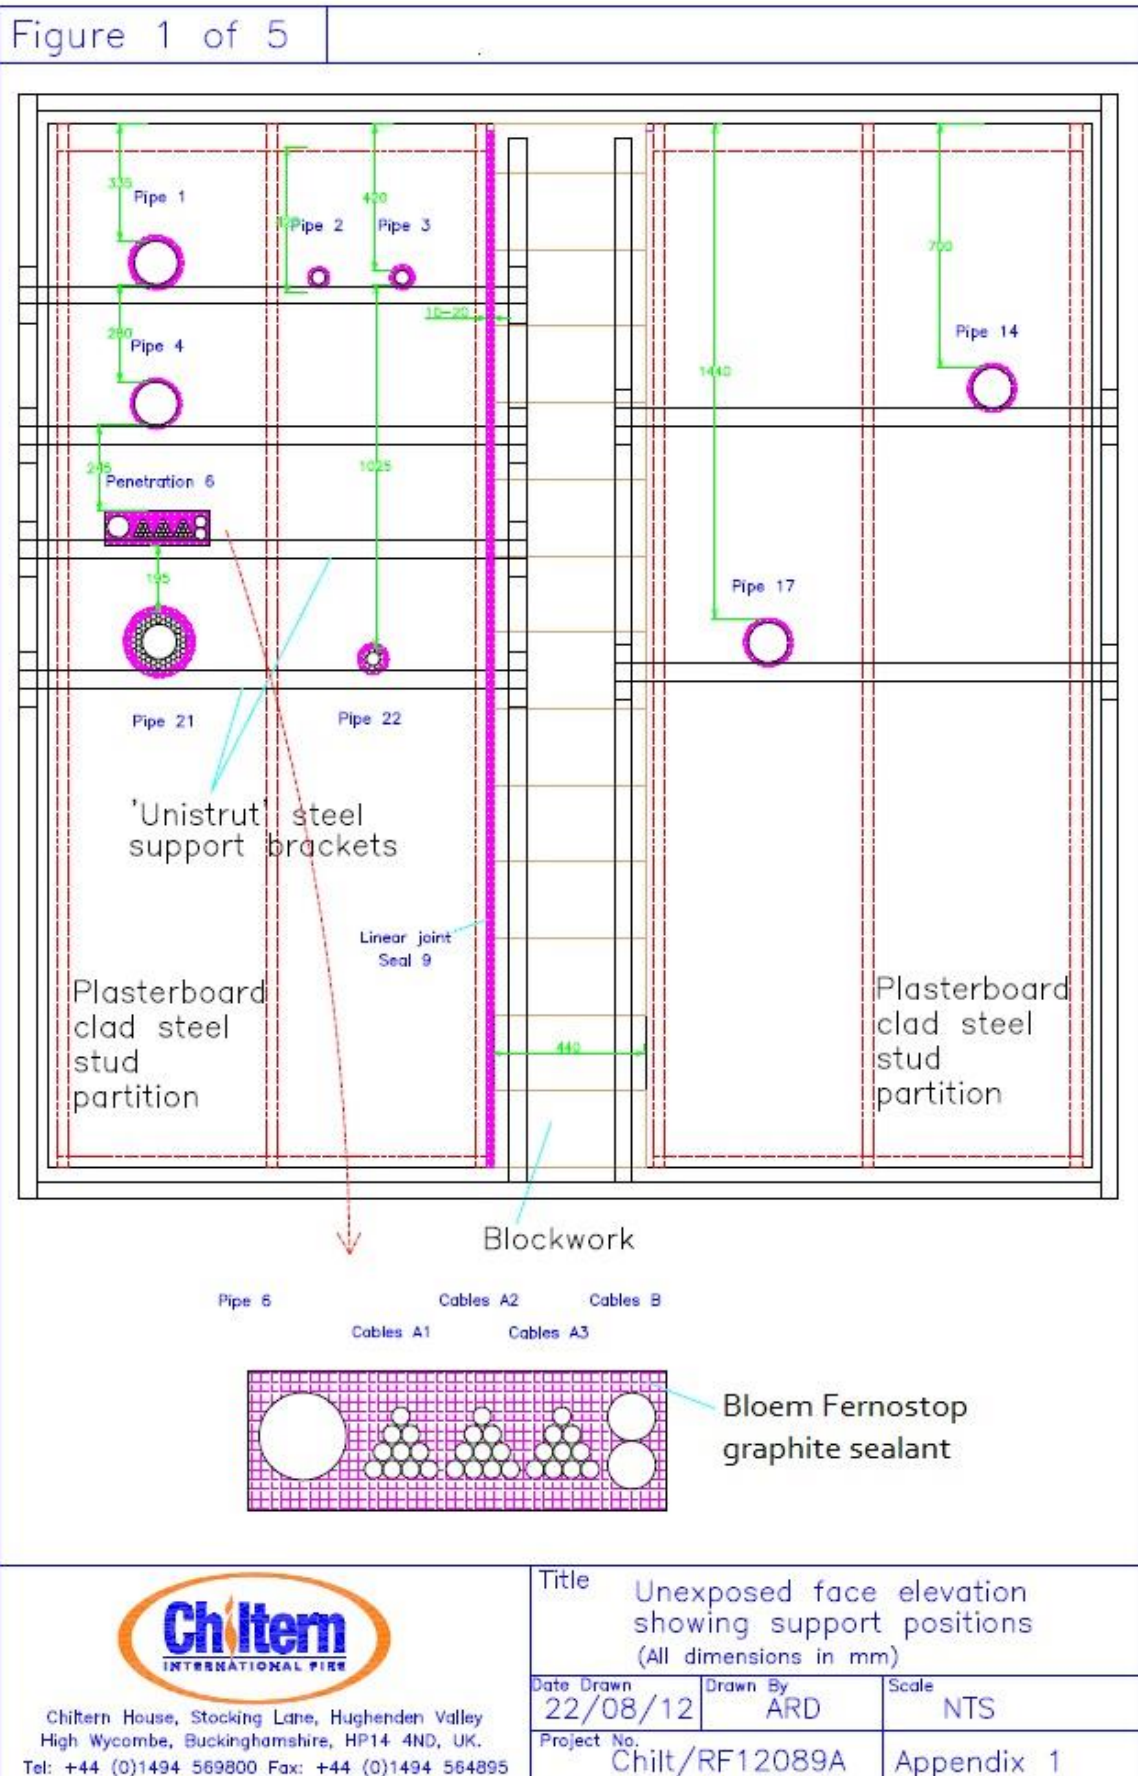 Figure 1 of 5
335
Pipe 1
Pipe 2
420
Pipe 3
700
10-20
280
Pipe 4
Pipe 14
1440
245
1025
Penetration 6
195
Pipe 17
Pipe 21
Pipe 22
'Unistrut' steel
support brackets
Linear joint
Seal 9
Plasterboard
clad steel
stud
partition
Plasterboard
clad steel
stud
partition
440
Blockwork
Pipe 6
Cables A2
Cables B
Cables A1
Cables A3
Bloem Fernostop
graphite sealant
Chiltern
INTERNATIONAL FIRE
Chiltern House, Stocking Lane, Hughenden Valley
High Wycombe, Buckinghamshire, HP14 4ND, UK.
Tel: +44 (0)1494 569800 Fax: +44 (0)1494 564895
Title
Unexposed face elevation
showing support positions
(All dimensions in mm)
Date Drawn
22/08/12
Drawn By
ARD
Scale
NTS
Project No.
Chilt/RF12089A
Appendix 1